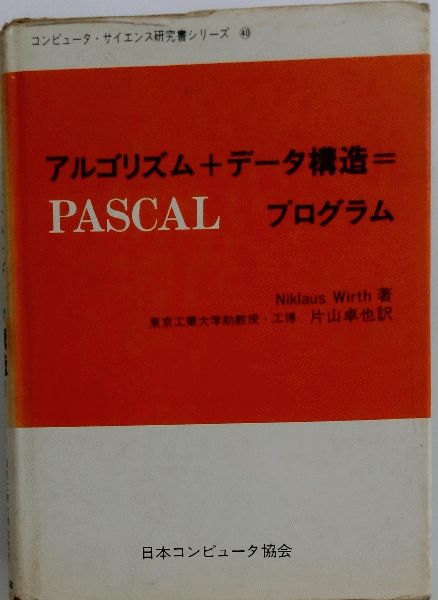 コンピュータ・サイエンス研究書シリーズ ㊵
アルゴリズム＋データ構造＝
PASCAL プログラム
Niklaus Wirth 著
東京工業大学助教授・工博 片山卓也訳
日本コンピュータ協会